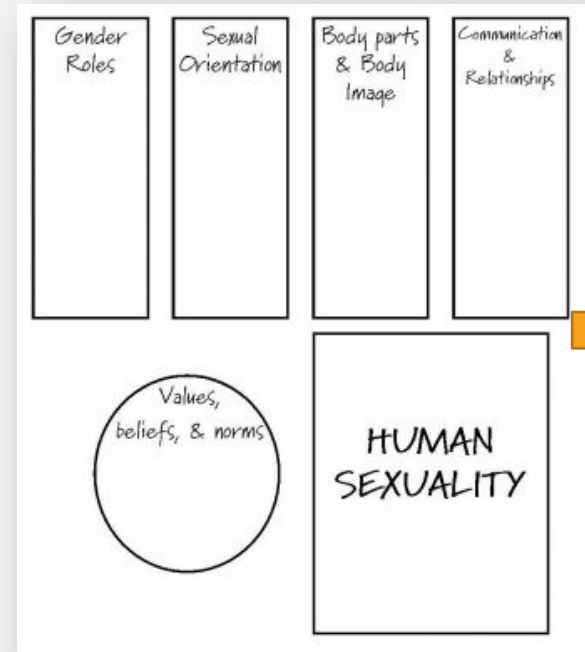 Gender
Roles
Sexual
Orientation
Body parts
& Body
Image
Communication
&
Relationships
Values,
beliefs, & norms
HUMAN
SEXUALITY